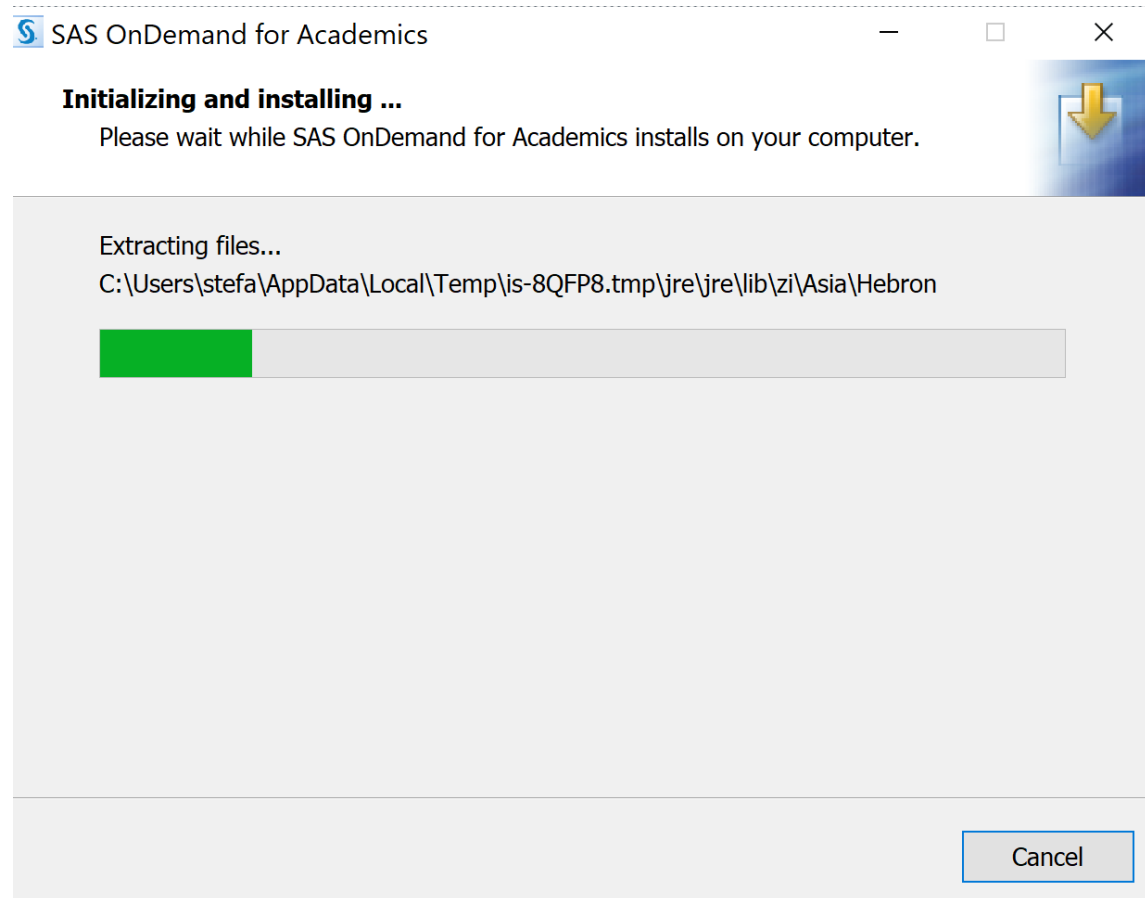 SAS OnDemand for Academics
Initializing and installing ...
Please wait while SAS OnDemand for Academics installs on your computer.
Extracting files...
C:\Users\stefa\AppData\Local\Temp\is-8QFP8.tmp\jre\jre\lib\zi\Asia\Hebron
Cancel